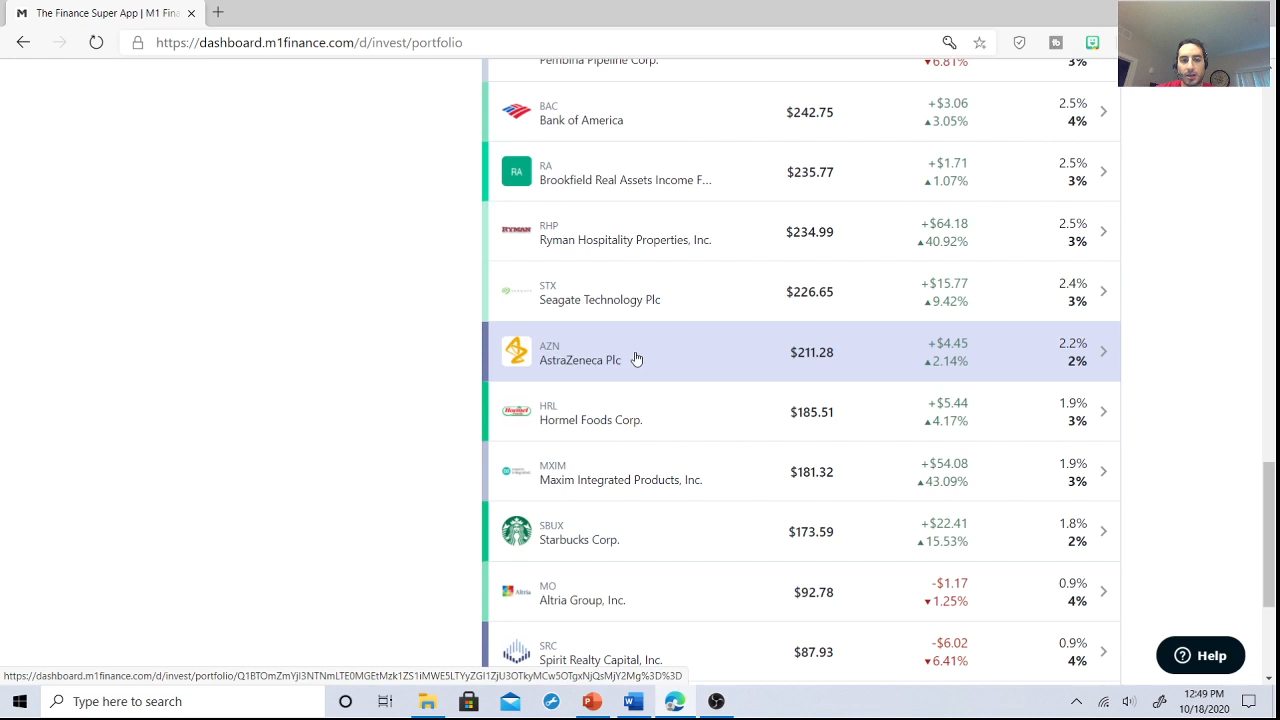 The Finance Super App | M1 Fina
https://dashboard.m1finance.com/d/invest/portfolio
Pembina Pipeline Corp.
▼6.81%
3%
BAC
Bank of America
$242.75
+$3.06
▲3.05%
2.5%
4%
RA
RA
Brookfield Real Assets Income F...
$235.77
+$1.71
▲1.07%
2.5%
3%
RYMAN
RHP
Ryman Hospitality Properties, Inc.
$234.99
+$64.18
▲40.92%
2.5%
3%
STX
Seagate Technology Plc
$226.65
+$15.77
▲9.42%
2.4%
3%
AZN
AstraZeneca Plc
$211.28
+$4.45
▲2.14%
2.2%
2%
Hormel
HRL
Hormel Foods Corp.
$185.51
+$5.44
▲4.17%
1.9%
3%
MXIM
Maxim Integrated Products, Inc.
$181.32
+$54.08
▲43.09%
1.9%
3%
SBUX
Starbucks Corp.
$173.59
+$22.41
▲15.53%
1.8%
2%
Altria
MO
Altria Group, Inc.
$92.78
-$1.17
▼1.25%
0.9%
4%
SRC
Spirit Realty Capital, Inc.
$87.93
-$6.02
▼6.41%
0.9%
4%
Help
Type here to search
12:49 PM
10/18/2020